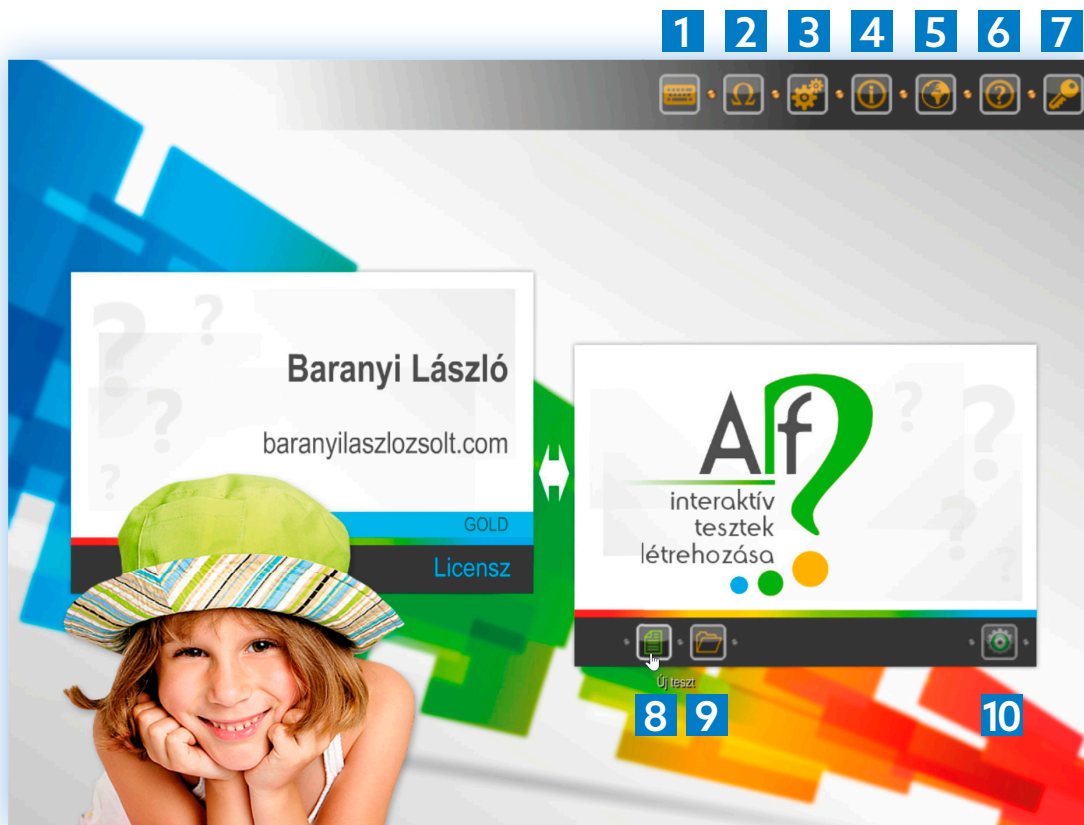 1 2 3 4 5 6 7
Baranyi László
baranyilaszlozsolt.com
GOLD
Licensz
Alf
interaktív
tesztek
létrehozása
Új teszt
8 9 10